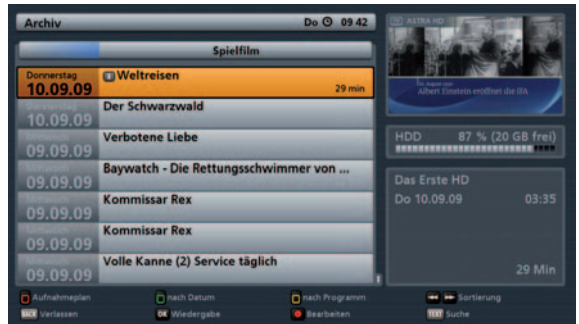 Archiv
Do 09 42
Spielfilm
Donnerstag
10.09.09
Weltreisen
29 min
10.09.09
Der Schwarzwald
09.09.09
Verbotene Liebe
09.09.09
Baywatch - Die Rettungsschwimmer von ...
09.09.09
Kommissar Rex
09.09.09
Kommissar Rex
09.09.09
Volle Kanne (2) Service täglich
ASTRA HD
Albert Einstein eröffnet die IFA
HDD 87 % (20 GB frei)
Das Erste HD
Do 10.09.09 03:35
29 Min
Aufnahmeplan
nach Datum
nach Programm
Sortierung
BACK Verlassen
OK Wiedergabe
Bearbeiten
TEXT Suche